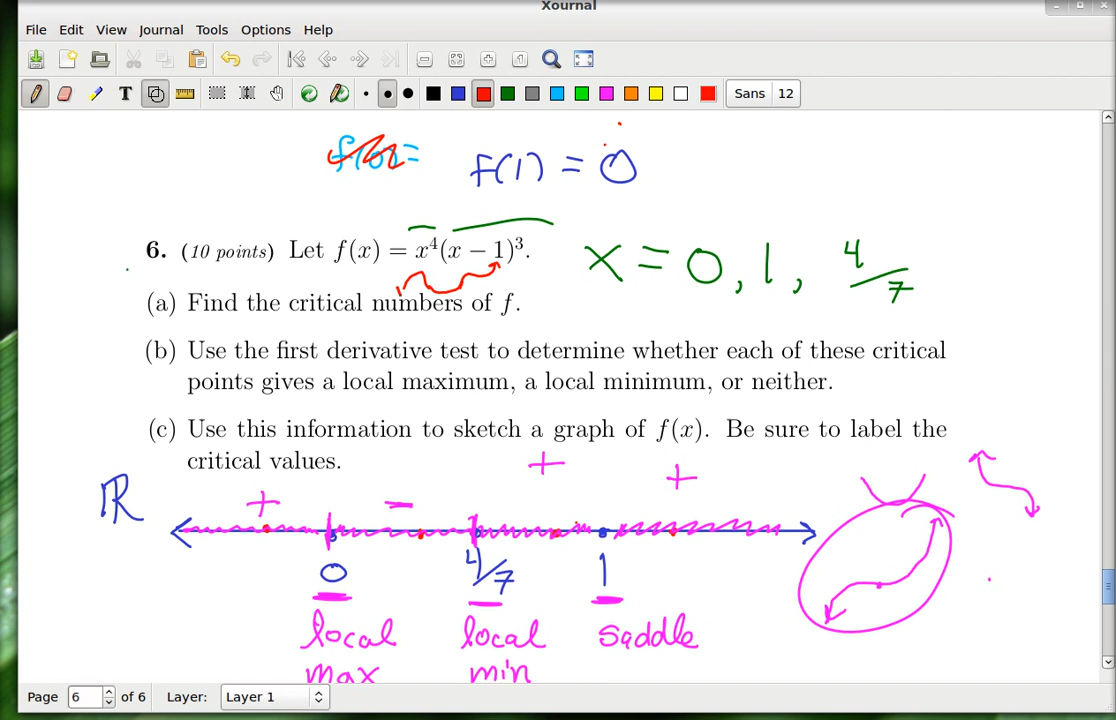 Xournal
File Edit View Journal Tools Options Help
T Sans 12
f(1) = 0
6. (10 points) Let f(x) = x⁴(x − 1)³. x = 0, 1, 4/7
(a) Find the critical numbers of f.
(b) Use the first derivative test to determine whether each of these critical
points gives a local maximum, a local minimum, or neither.
(c) Use this information to sketch a graph of f(x). Be sure to label the
critical values.
ℝ + − + +
0 4/7 1
local local saddle
max min
Page 6 of 6 Layer: Layer 1